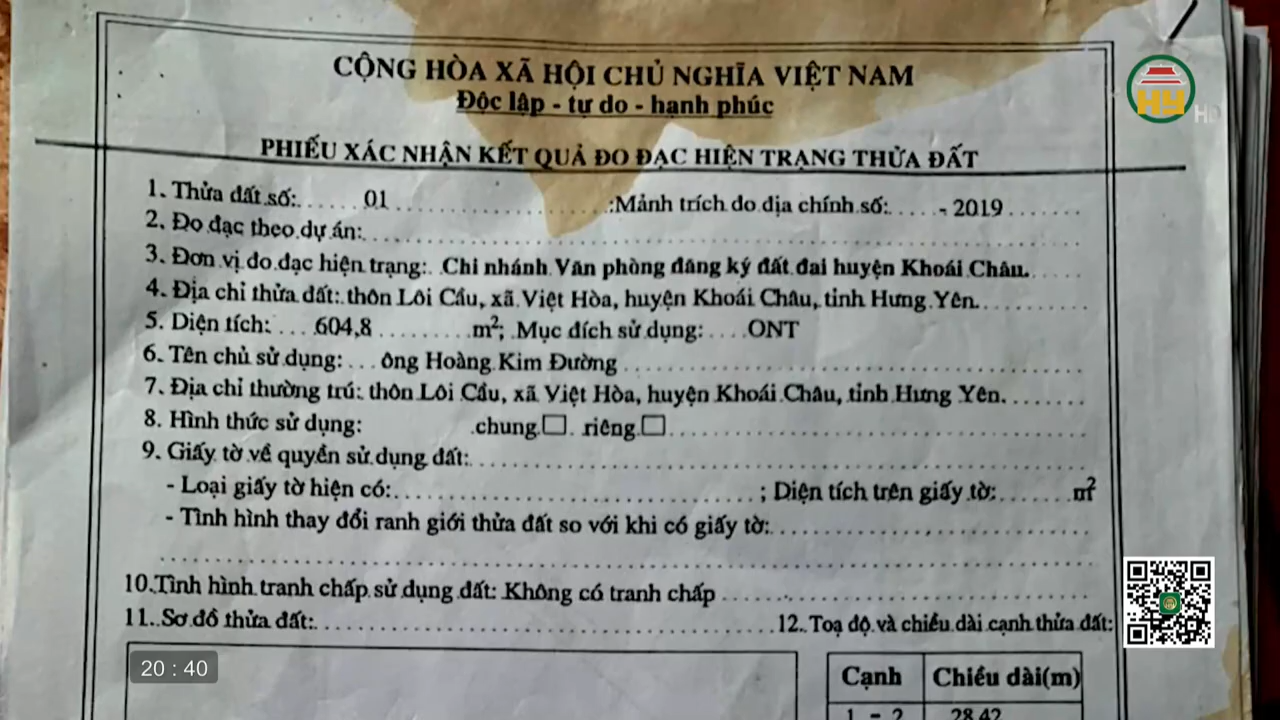 CỘNG HÒA XÃ HỘI CHỦ NGHĨA VIỆT NAM
Độc lập - tự do - hạnh phúc
HY HD
PHIẾU XÁC NHẬN KẾT QUẢ ĐO ĐẠC HIỆN TRẠNG THỬA ĐẤT
1. Thửa đất số:......01.......................:Mảnh trích đo địa chính số:.....- 2019.......
2. Đo đạc theo dự án:..........................
3. Đơn vị đo đạc hiện trạng:. Chi nhánh Văn phòng đăng ký đất đai huyện Khoái Châu.....
4. Địa chỉ thửa đất: thôn Lôi Cầu, xã Việt Hòa, huyện Khoái Châu, tỉnh Hưng Yên..........
5. Diện tích: ....604,8 .........m²; Mục đích sử dụng: ....ONT
6. Tên chủ sử dụng: ... ông Hoàng Kim Đường ..........................
7. Địa chỉ thường trú: thôn Lôi Cầu, xã Việt Hòa, huyện Khoái Châu, tỉnh Hưng Yên........
8. Hình thức sử dụng: .chung☐. riêng☐..........................
9. Giấy tờ về quyền sử dụng đất:..........................
- Loại giấy tờ hiện có:..........................; Diện tích trên giấy tờ:.......m²
- Tình hình thay đổi ranh giới thửa đất so với khi có giấy tờ:..........................
10.Tình hình tranh chấp sử dụng đất: Không có tranh chấp ..........................
11. Sơ đồ thửa đất:.......................... 12. Toạ độ và chiều dài cạnh thửa đất:
20 : 40
Cạnh Chiều dài(m)
1 - 2 28.42